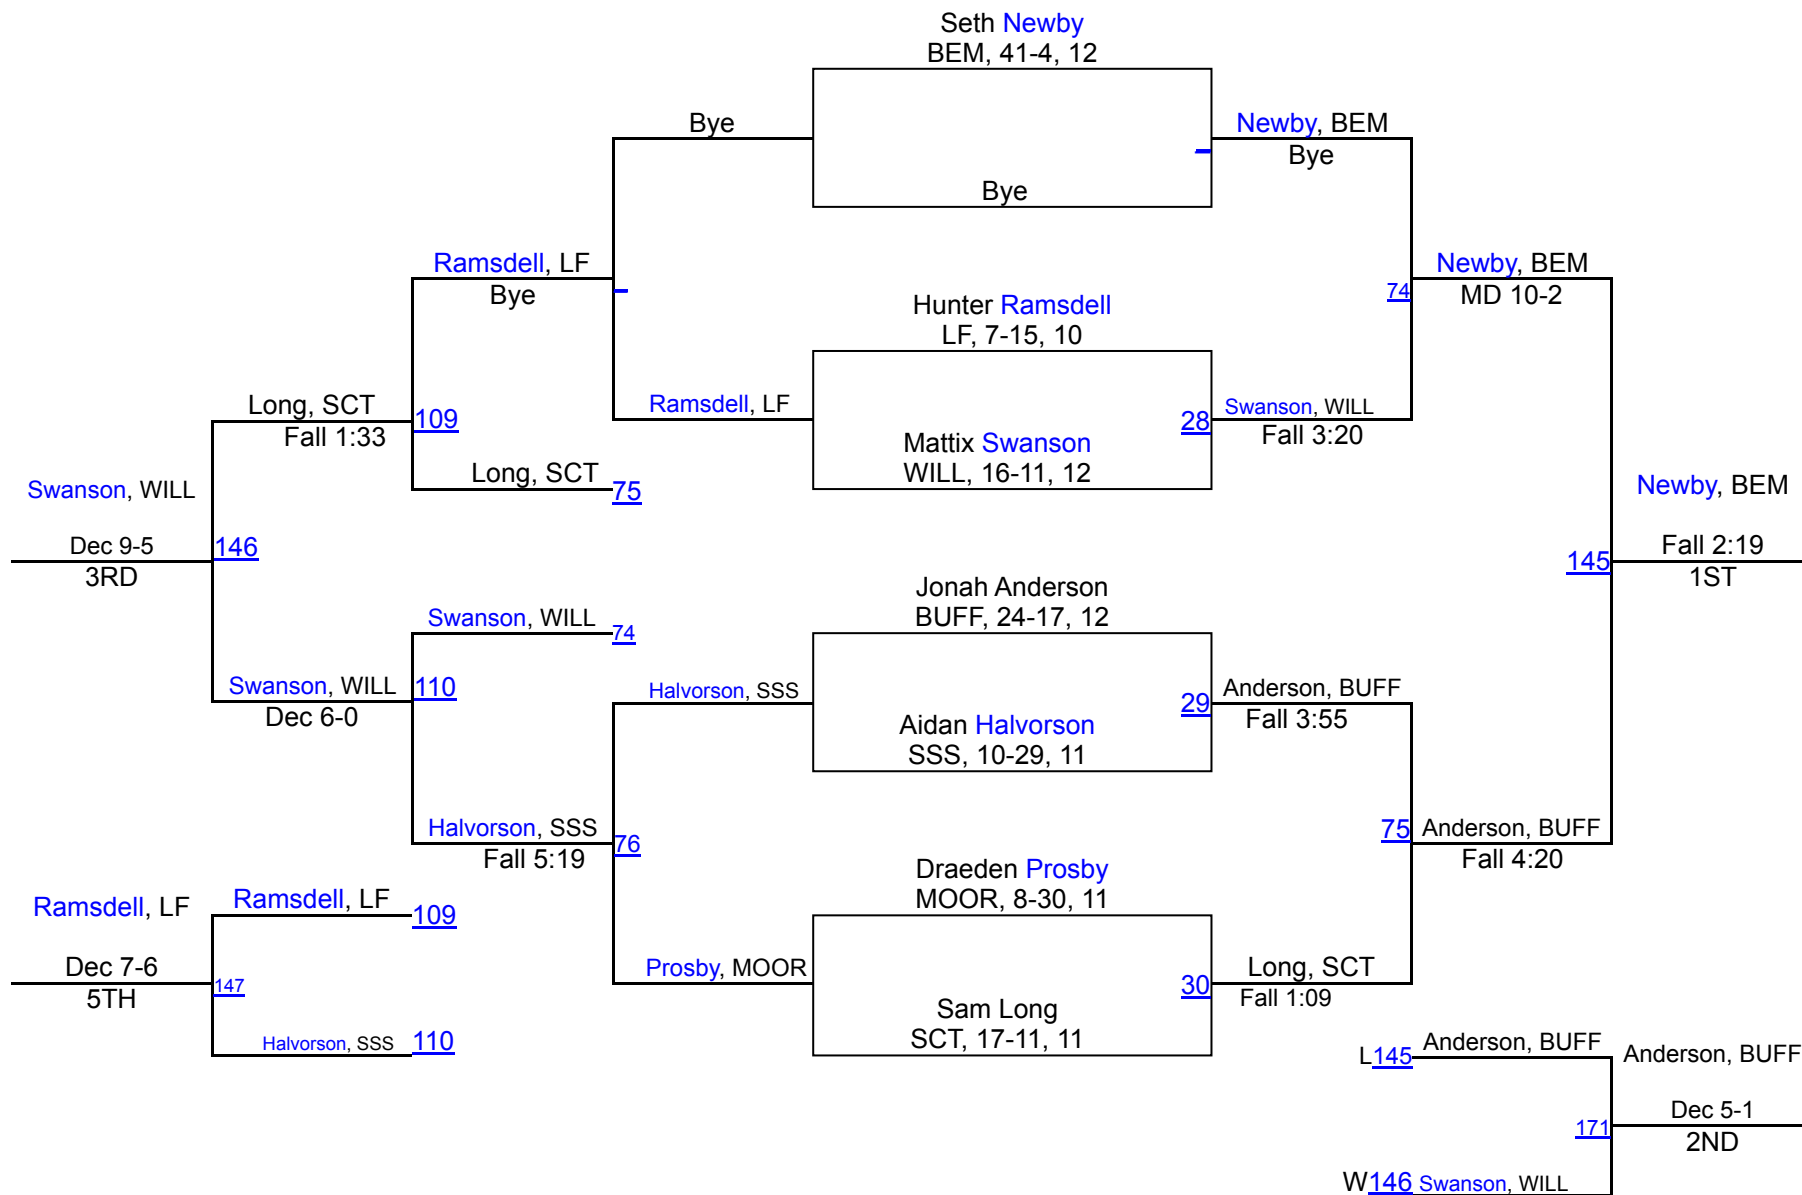 Seth Newby
BEM, 41-4, 12
Bye
Newby, BEM
Bye
Bye
Ramsdell, LF
Bye
Newby, BEM
MD 10-2
74
Hunter Ramsdell
LF, 7-15, 10
Ramsdell, LF
28
Swanson, WILL
Fall 3:20
Mattix Swanson
WILL, 16-11, 12
Long, SCT
Fall 1:33
109
Long, SCT
75
Swanson, WILL
Dec 9-5
3RD
146
Newby, BEM
Fall 2:19
1ST
145
Jonah Anderson
BUFF, 24-17, 12
Swanson, WILL
74
Swanson, WILL
Dec 6-0
110
Halvorson, SSS
29
Anderson, BUFF
Fall 3:55
Aidan Halvorson
SSS, 10-29, 11
Halvorson, SSS
Fall 5:19
76
75
Anderson, BUFF
Fall 4:20
Draeden Prosby
MOOR, 8-30, 11
Ramsdell, LF
Ramsdell, LF
109
Dec 7-6
5TH
147
Prosby, MOOR
30
Long, SCT
Fall 1:09
Sam Long
SCT, 17-11, 11
Halvorson, SSS
110
L145
Anderson, BUFF
Anderson, BUFF
Dec 5-1
2ND
171
W146
Swanson, WILL